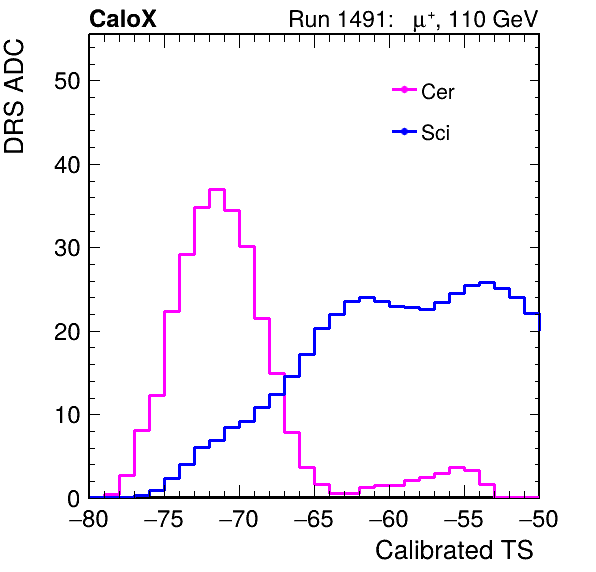 CaloX Run 1491: μ+, 110 GeV
DRS ADC
50
40
30
20
10
0
Cer
Sci
−80 −75 −70 −65 −60 −55 −50
Calibrated TS